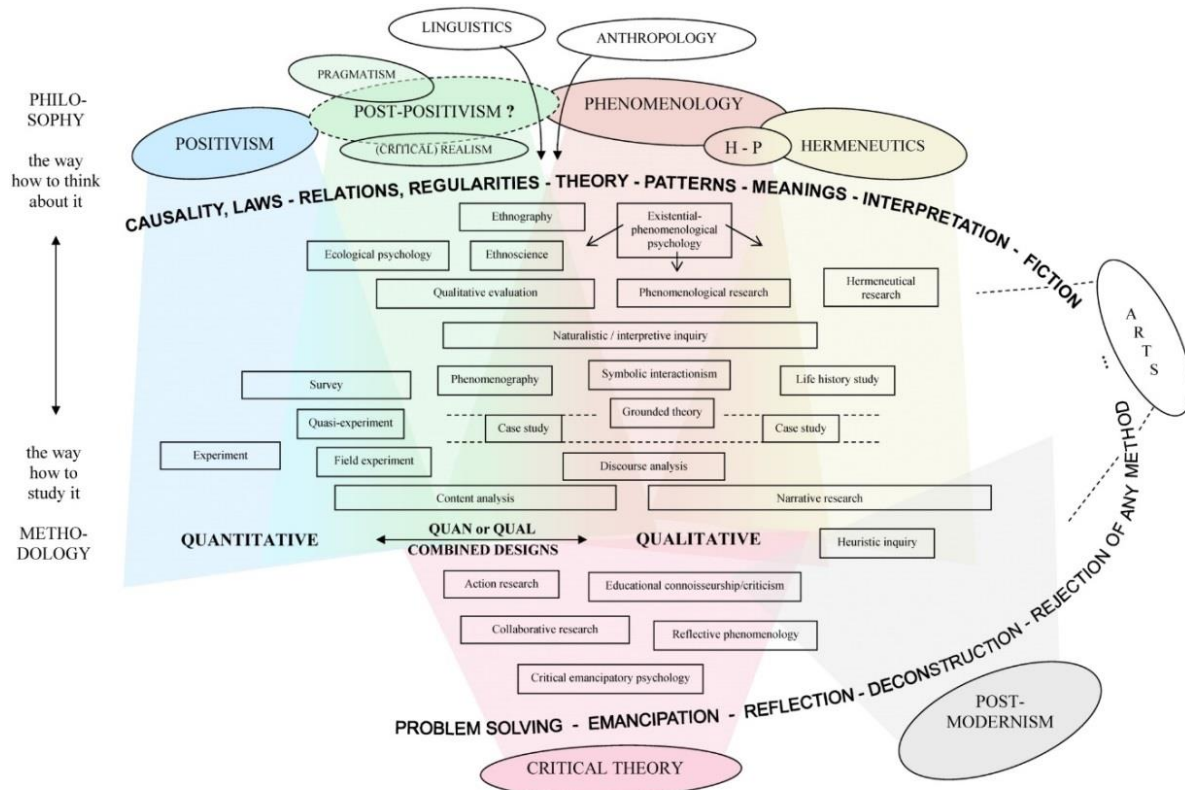 LINGUISTICS
ANTHROPOLOGY
PRAGMATISM
PHILO-
SOPHY
POST-POSITIVISM ?
PHENOMENOLOGY
POSITIVISM
(CRITICAL) REALISM
H - P
HERMENEUTICS
the way
how to think
about it
CAUSALITY, LAWS - RELATIONS, REGULARITIES - THEORY - PATTERNS - MEANINGS - INTERPRETATION - FICTION
Ethnography
Existential-
phenomenological
psychology
Ecological psychology
Ethnoscience
Qualitative evaluation
Phenomenological research
Hermeneutical
research
A
R
T
S
...
Naturalistic / interpretive inquiry
Survey
Phenomenography
Symbolic interactionism
Life history study
Quasi-experiment
Case study
Grounded theory
Case study
Experiment
Field experiment
Discourse analysis
the way
how to
study it
Content analysis
Narrative research
METHO-
DOLOGY
QUANTITATIVE
QUAN or QUAL
COMBINED DESIGNS
QUALITATIVE
Heuristic inquiry
Action research
Educational connoisseurship/criticism
Collaborative research
Reflective phenomenology
Critical emancipatory psychology
PROBLEM SOLVING - EMANCIPATION - REFLECTION - DECONSTRUCTION - REJECTION OF ANY METHOD
POST-
MODERNISM
CRITICAL THEORY